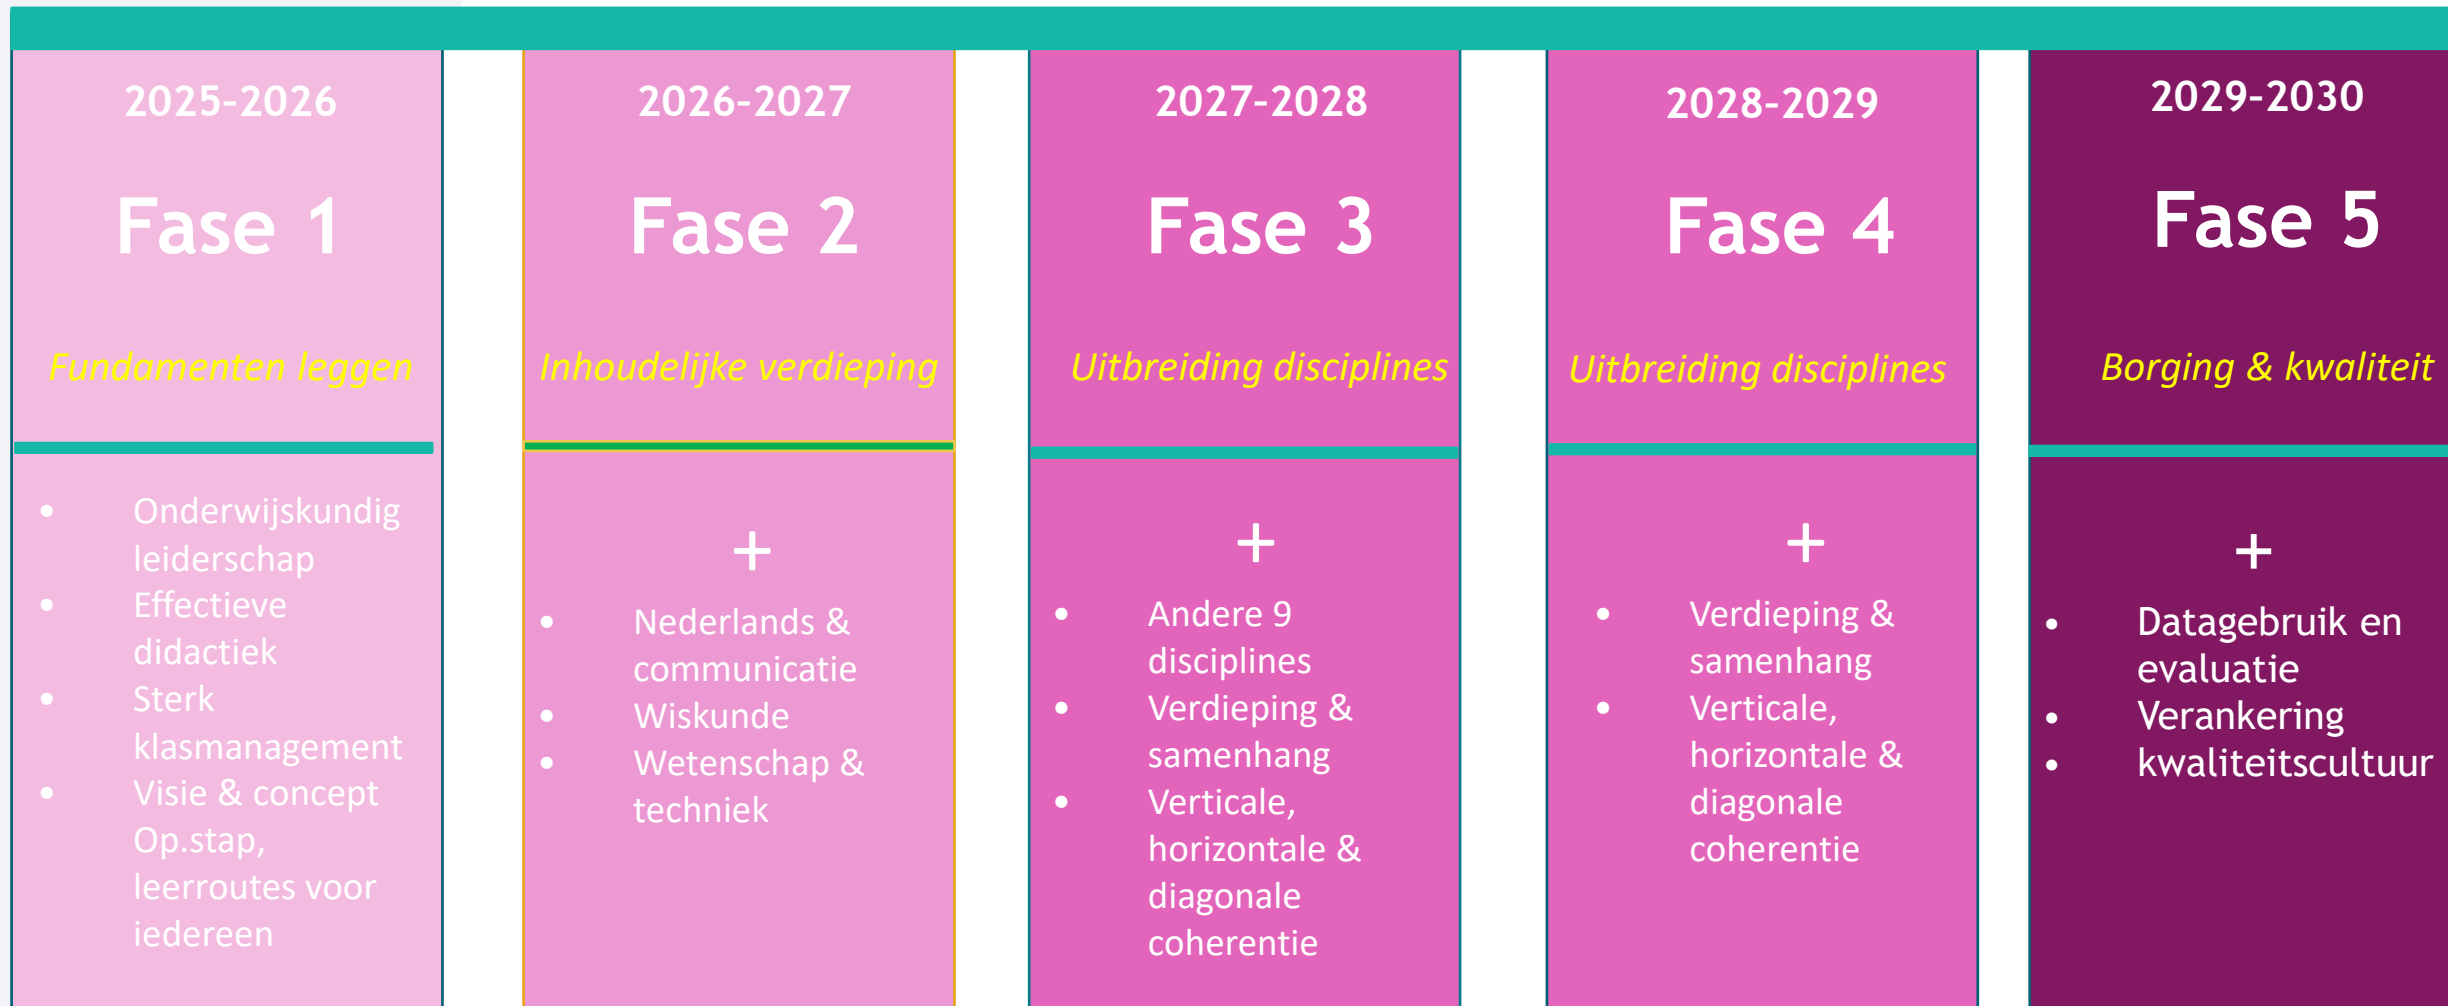 2025-2026
Fase 1
Fundamenten leggen
• Onderwijskundig
leiderschap
• Effectieve
didactiek
• Sterk
klasmanagement
• Visie & concept
Op.stap,
leerroutes voor
iedereen
2026-2027
Fase 2
Inhoudelijke verdieping
+
• Nederlands &
communicatie
• Wiskunde
• Wetenschap &
techniek
2027-2028
Fase 3
Uitbreiding disciplines
+
• Andere 9
disciplines
• Verdieping &
samenhang
• Verticale,
horizontale &
diagonale
coherentie
2028-2029
Fase 4
Uitbreiding disciplines
+
• Verdieping &
samenhang
• Verticale,
horizontale &
diagonale
coherentie
2029-2030
Fase 5
Borging & kwaliteit
+
• Datagebruik en
evaluatie
• Verankering
• kwaliteitscultuur